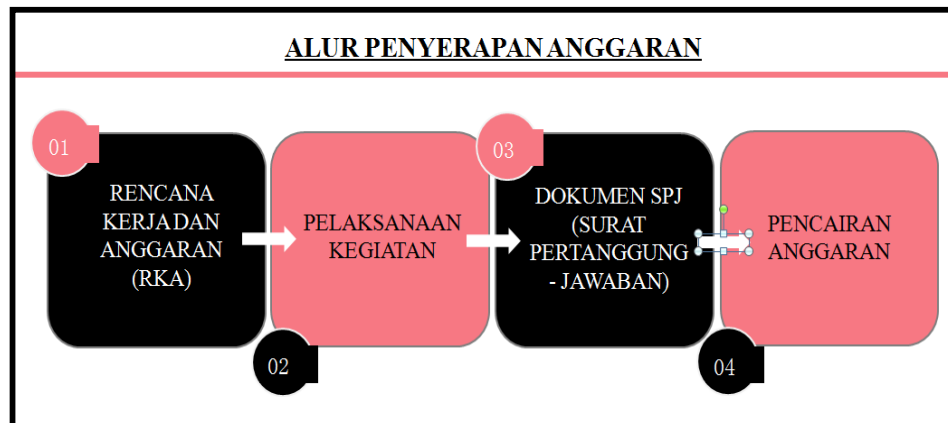 ALUR PENYERAPAN ANGGARAN
01
RENCANA
KERJA DAN
ANGGARAN
(RKA)
02
PELAKSANAAN
KEGIATAN
03
DOKUMEN SPJ
(SURAT
PERTANGGUNG
- JAWABAN)
04
PENCAIRAN
ANGGARAN